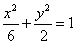 x²/6 + y²/2 = 1